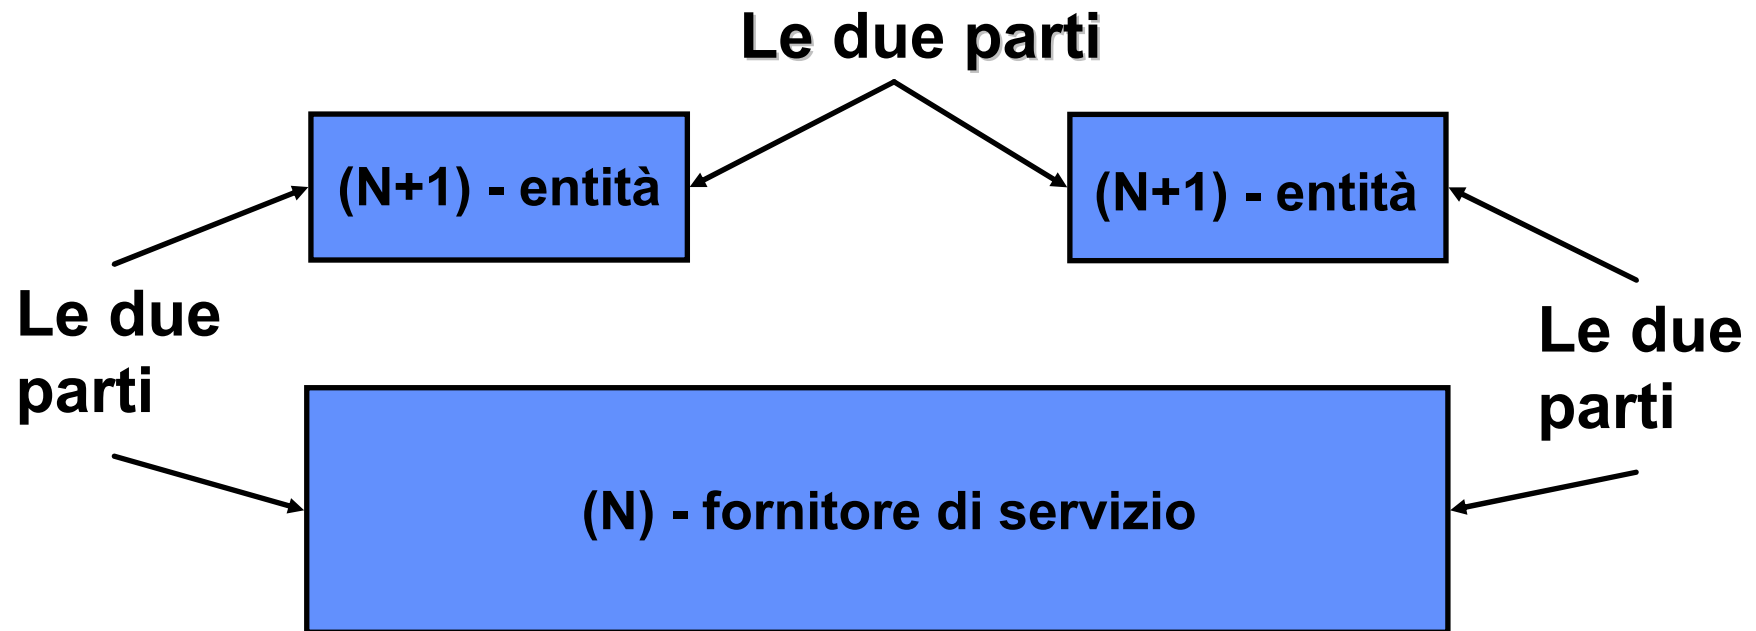 Le due parti
(N+1) - entità
(N+1) - entità
Le due
parti
Le due
parti
(N) - fornitore di servizio